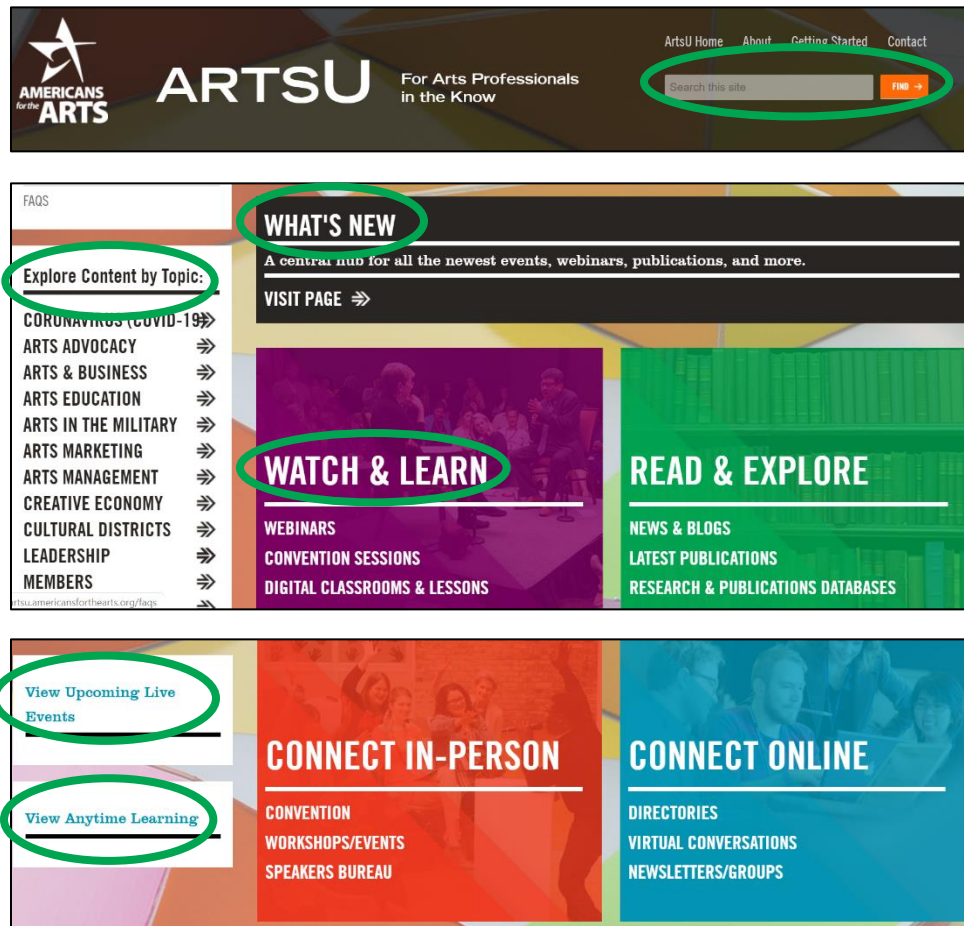 AMERICANS
for the ARTS
ARTSU
For Arts Professionals
in the Know
ArtsU Home About Getting Started Contact
Search this site
FIND
FAQS
Explore Content by Topic:
CORONAVIRUS (COVID-19)
ARTS ADVOCACY
ARTS & BUSINESS
ARTS EDUCATION
ARTS IN THE MILITARY
ARTS MARKETING
ARTS MANAGEMENT
CREATIVE ECONOMY
CULTURAL DISTRICTS
LEADERSHIP
MEMBERS
rtsu.americansforthearts.org/faqs
WHAT'S NEW
A central hub for all the newest events, webinars, publications, and more.
VISIT PAGE
WATCH & LEARN
WEBINARS
CONVENTION SESSIONS
DIGITAL CLASSROOMS & LESSONS
READ & EXPLORE
NEWS & BLOGS
LATEST PUBLICATIONS
RESEARCH & PUBLICATIONS DATABASES
View Upcoming Live
Events
View Anytime Learning
CONNECT IN-PERSON
CONVENTION
WORKSHOPS/EVENTS
SPEAKERS BUREAU
CONNECT ONLINE
DIRECTORIES
VIRTUAL CONVERSATIONS
NEWSLETTERS/GROUPS